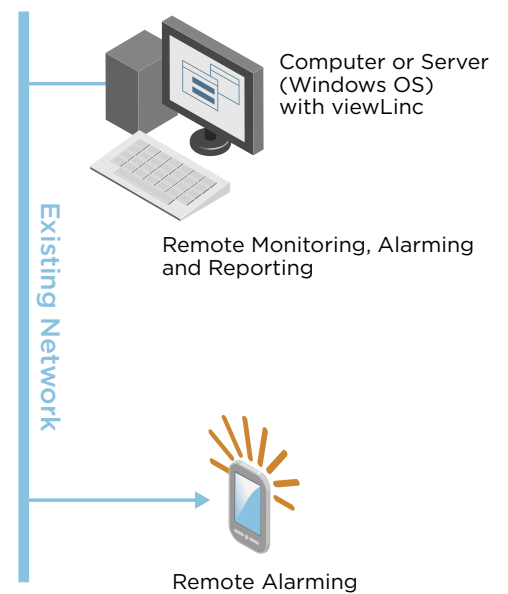 Computer or Server
(Windows OS)
with viewLinc
Remote Monitoring, Alarming
and Reporting
Existing Network
Remote Alarming